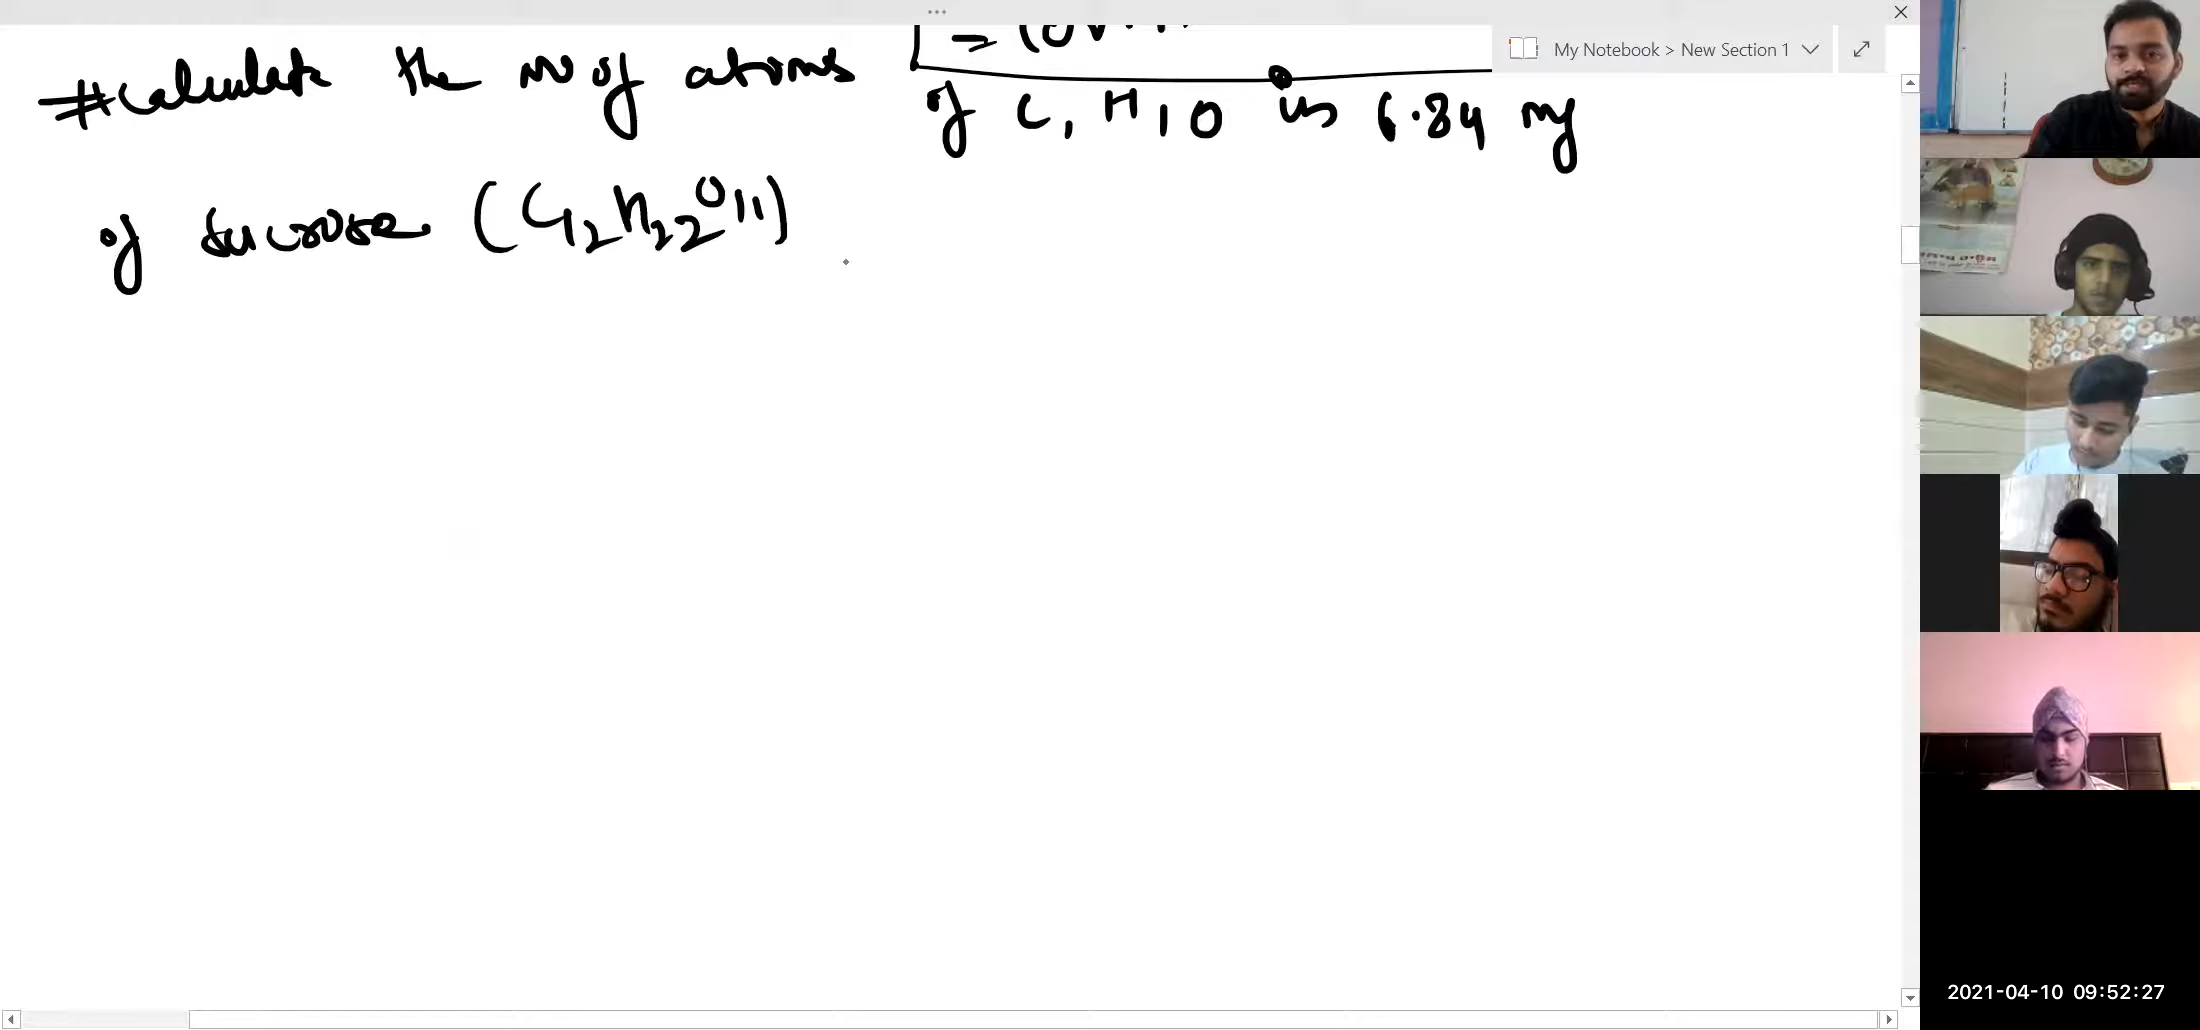 ...
My Notebook > New Section 1
#Calculate the no of atoms of C, H, O in 6.84 mg
of sucrose (C12H22O11)
2021-04-10 09:52:27